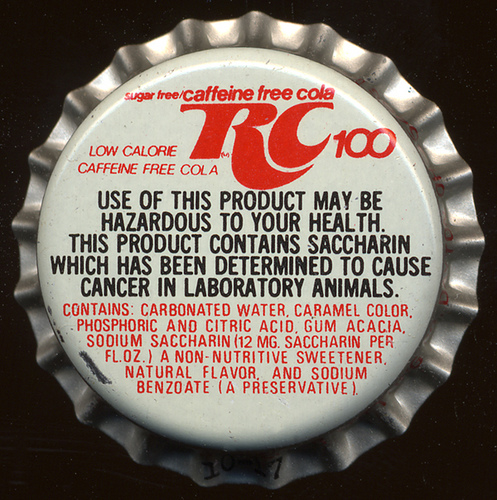 sugar free/caffeine free cola
RC 100
LOW CALORIE
CAFFEINE FREE COLA
USE OF THIS PRODUCT MAY BE
HAZARDOUS TO YOUR HEALTH.
THIS PRODUCT CONTAINS SACCHARIN
WHICH HAS BEEN DETERMINED TO CAUSE
CANCER IN LABORATORY ANIMALS.
CONTAINS: CARBONATED WATER, CARAMEL COLOR,
PHOSPHORIC AND CITRIC ACID, GUM ACACIA,
SODIUM SACCHARIN (12 MG. SACCHARIN PER
FL.OZ.) A NON-NUTRITIVE SWEETENER,
NATURAL FLAVOR, AND SODIUM
BENZOATE (A PRESERVATIVE).
10-17